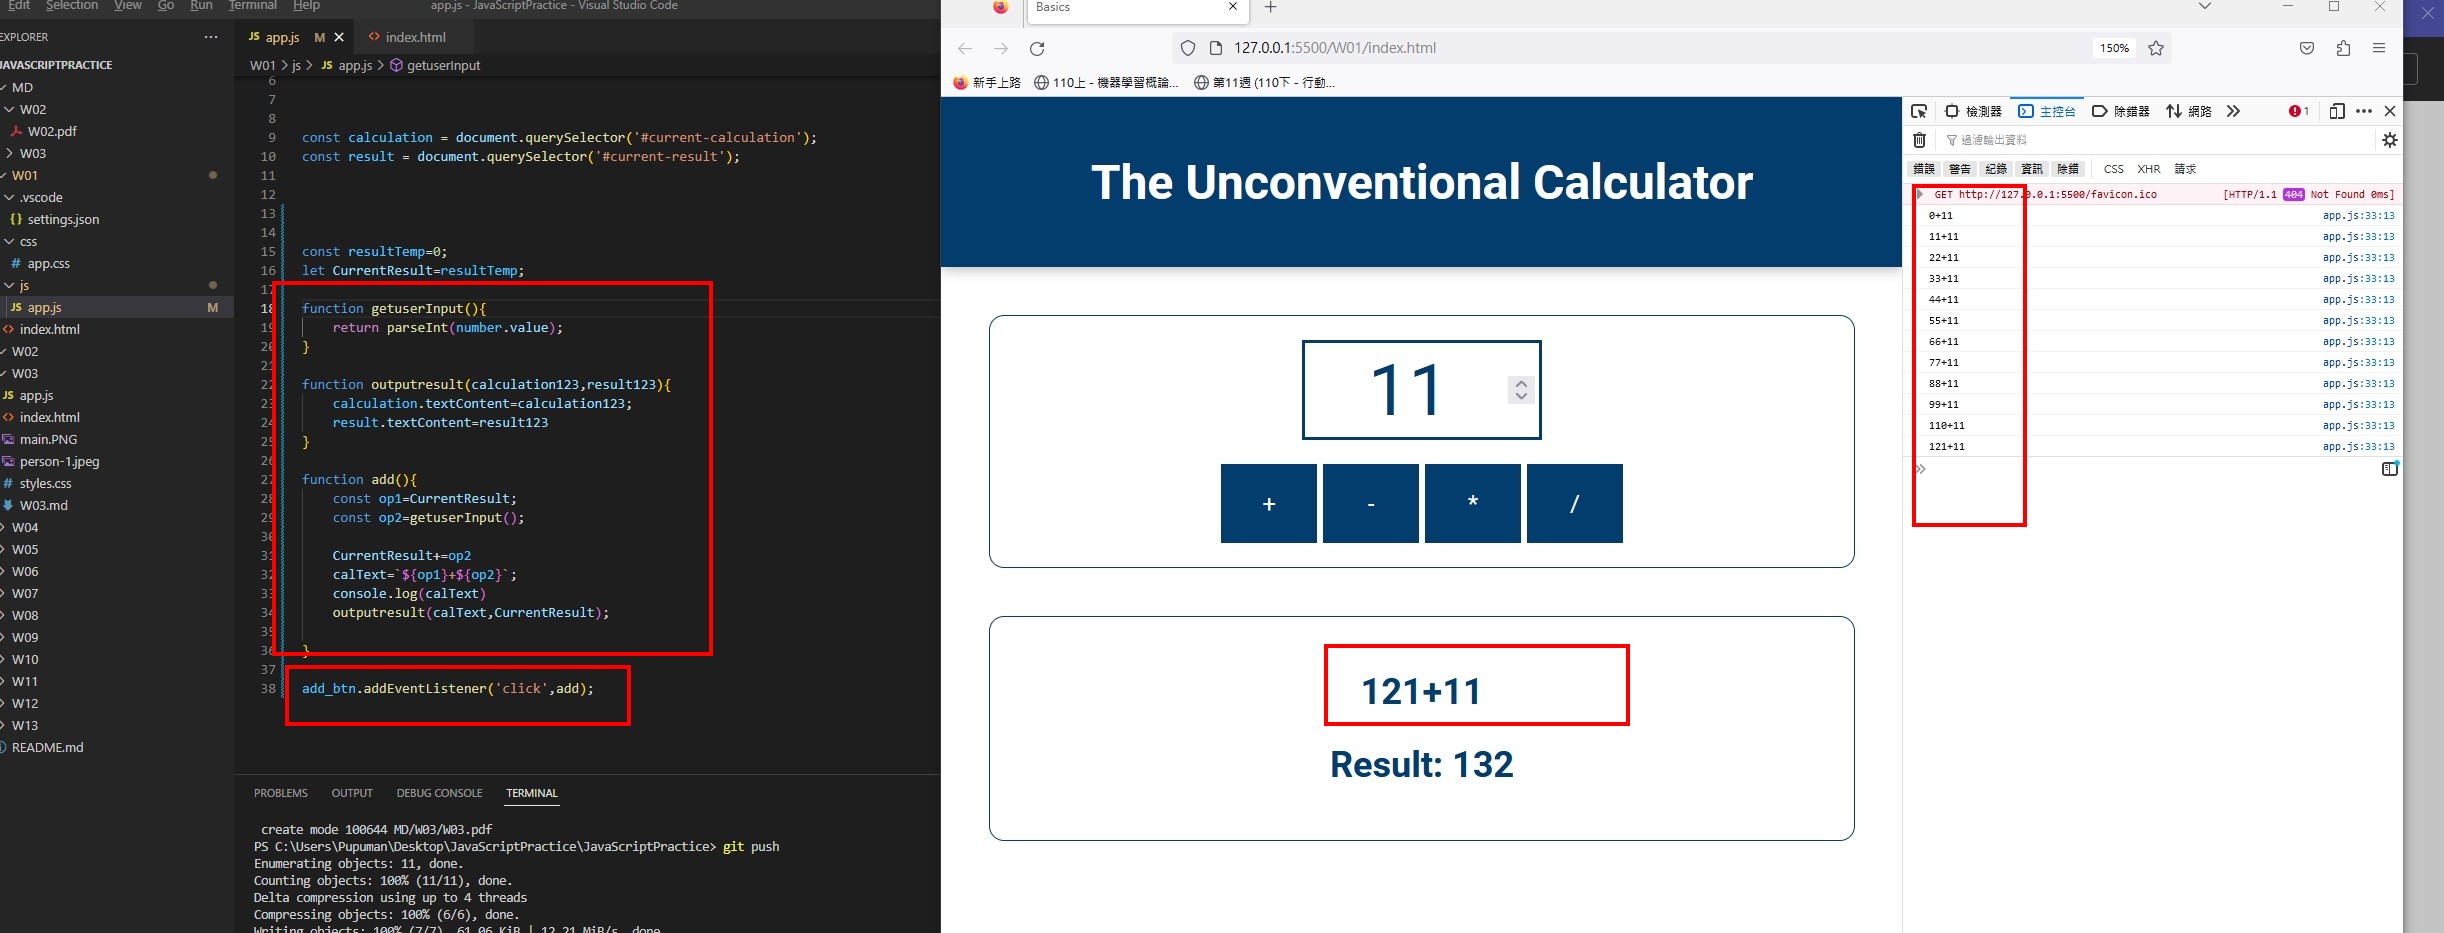 Edit Selection View Go Run Terminal Help
app.js - JavaScriptPractice - Visual Studio Code
EXPLORER ···
JAVASCRIPTPRACTICE
MD
W02
W02.pdf
W03
W01
.vscode
{} settings.json
css
# app.css
js
JS app.js M
<> index.html
W02
W03
JS app.js
<> index.html
main.PNG
person-1.jpeg
# styles.css
W03.md
W04
W05
W06
W07
W08
W09
W10
W11
W12
W13
README.md
JS app.js M
<> index.html
W01 > js > JS app.js > getuserInput
6
7
8
9 const calculation = document.querySelector('#current-calculation');
10 const result = document.querySelector('#current-result');
11
12
13
14
15 const resultTemp=0;
16 let CurrentResult=resultTemp;
17
18 function getuserInput(){
19 return parseInt(number.value);
20 }
21
22 function outputresult(calculation123,result123){
23 calculation.textContent=calculation123;
24 result.textContent=result123
25 }
26
27 function add(){
28 const op1=CurrentResult;
29 const op2=getuserInput();
30
31 CurrentResult+=op2
32 calText=`${op1}+${op2}`;
33 console.log(calText)
34 outputresult(calText,CurrentResult);
35
36 }
37
38 add_btn.addEventListener('click',add);
PROBLEMS OUTPUT DEBUG CONSOLE TERMINAL
create mode 100644 MD/W03/W03.pdf
PS C:\Users\Pupuman\Desktop\JavaScriptPractice\JavaScriptPractice> git push
Enumerating objects: 11, done.
Counting objects: 100% (11/11), done.
Delta compression using up to 4 threads
Compressing objects: 100% (6/6), done.
Writing objects: 100% (7/7), 61.06 KiB | 12.21 MiB/s, done.
Basics
127.0.0.1:5500/W01/index.html
150%
新手上路
110上 - 機器學習概論...
第11週 (110下 - 行動...
The Unconventional Calculator
11
+ - * /
121+11
Result: 132
檢測器 主控台 除錯器 網路 1
過濾輸出資料
錯誤 警告 紀錄 資訊 除錯 CSS XHR 請求
GET http://127.0.0.1:5500/favicon.ico [HTTP/1.1 404 Not Found 0ms]
0+11 app.js:33:13
11+11 app.js:33:13
22+11 app.js:33:13
33+11 app.js:33:13
44+11 app.js:33:13
55+11 app.js:33:13
66+11 app.js:33:13
77+11 app.js:33:13
88+11 app.js:33:13
99+11 app.js:33:13
110+11 app.js:33:13
121+11 app.js:33:13